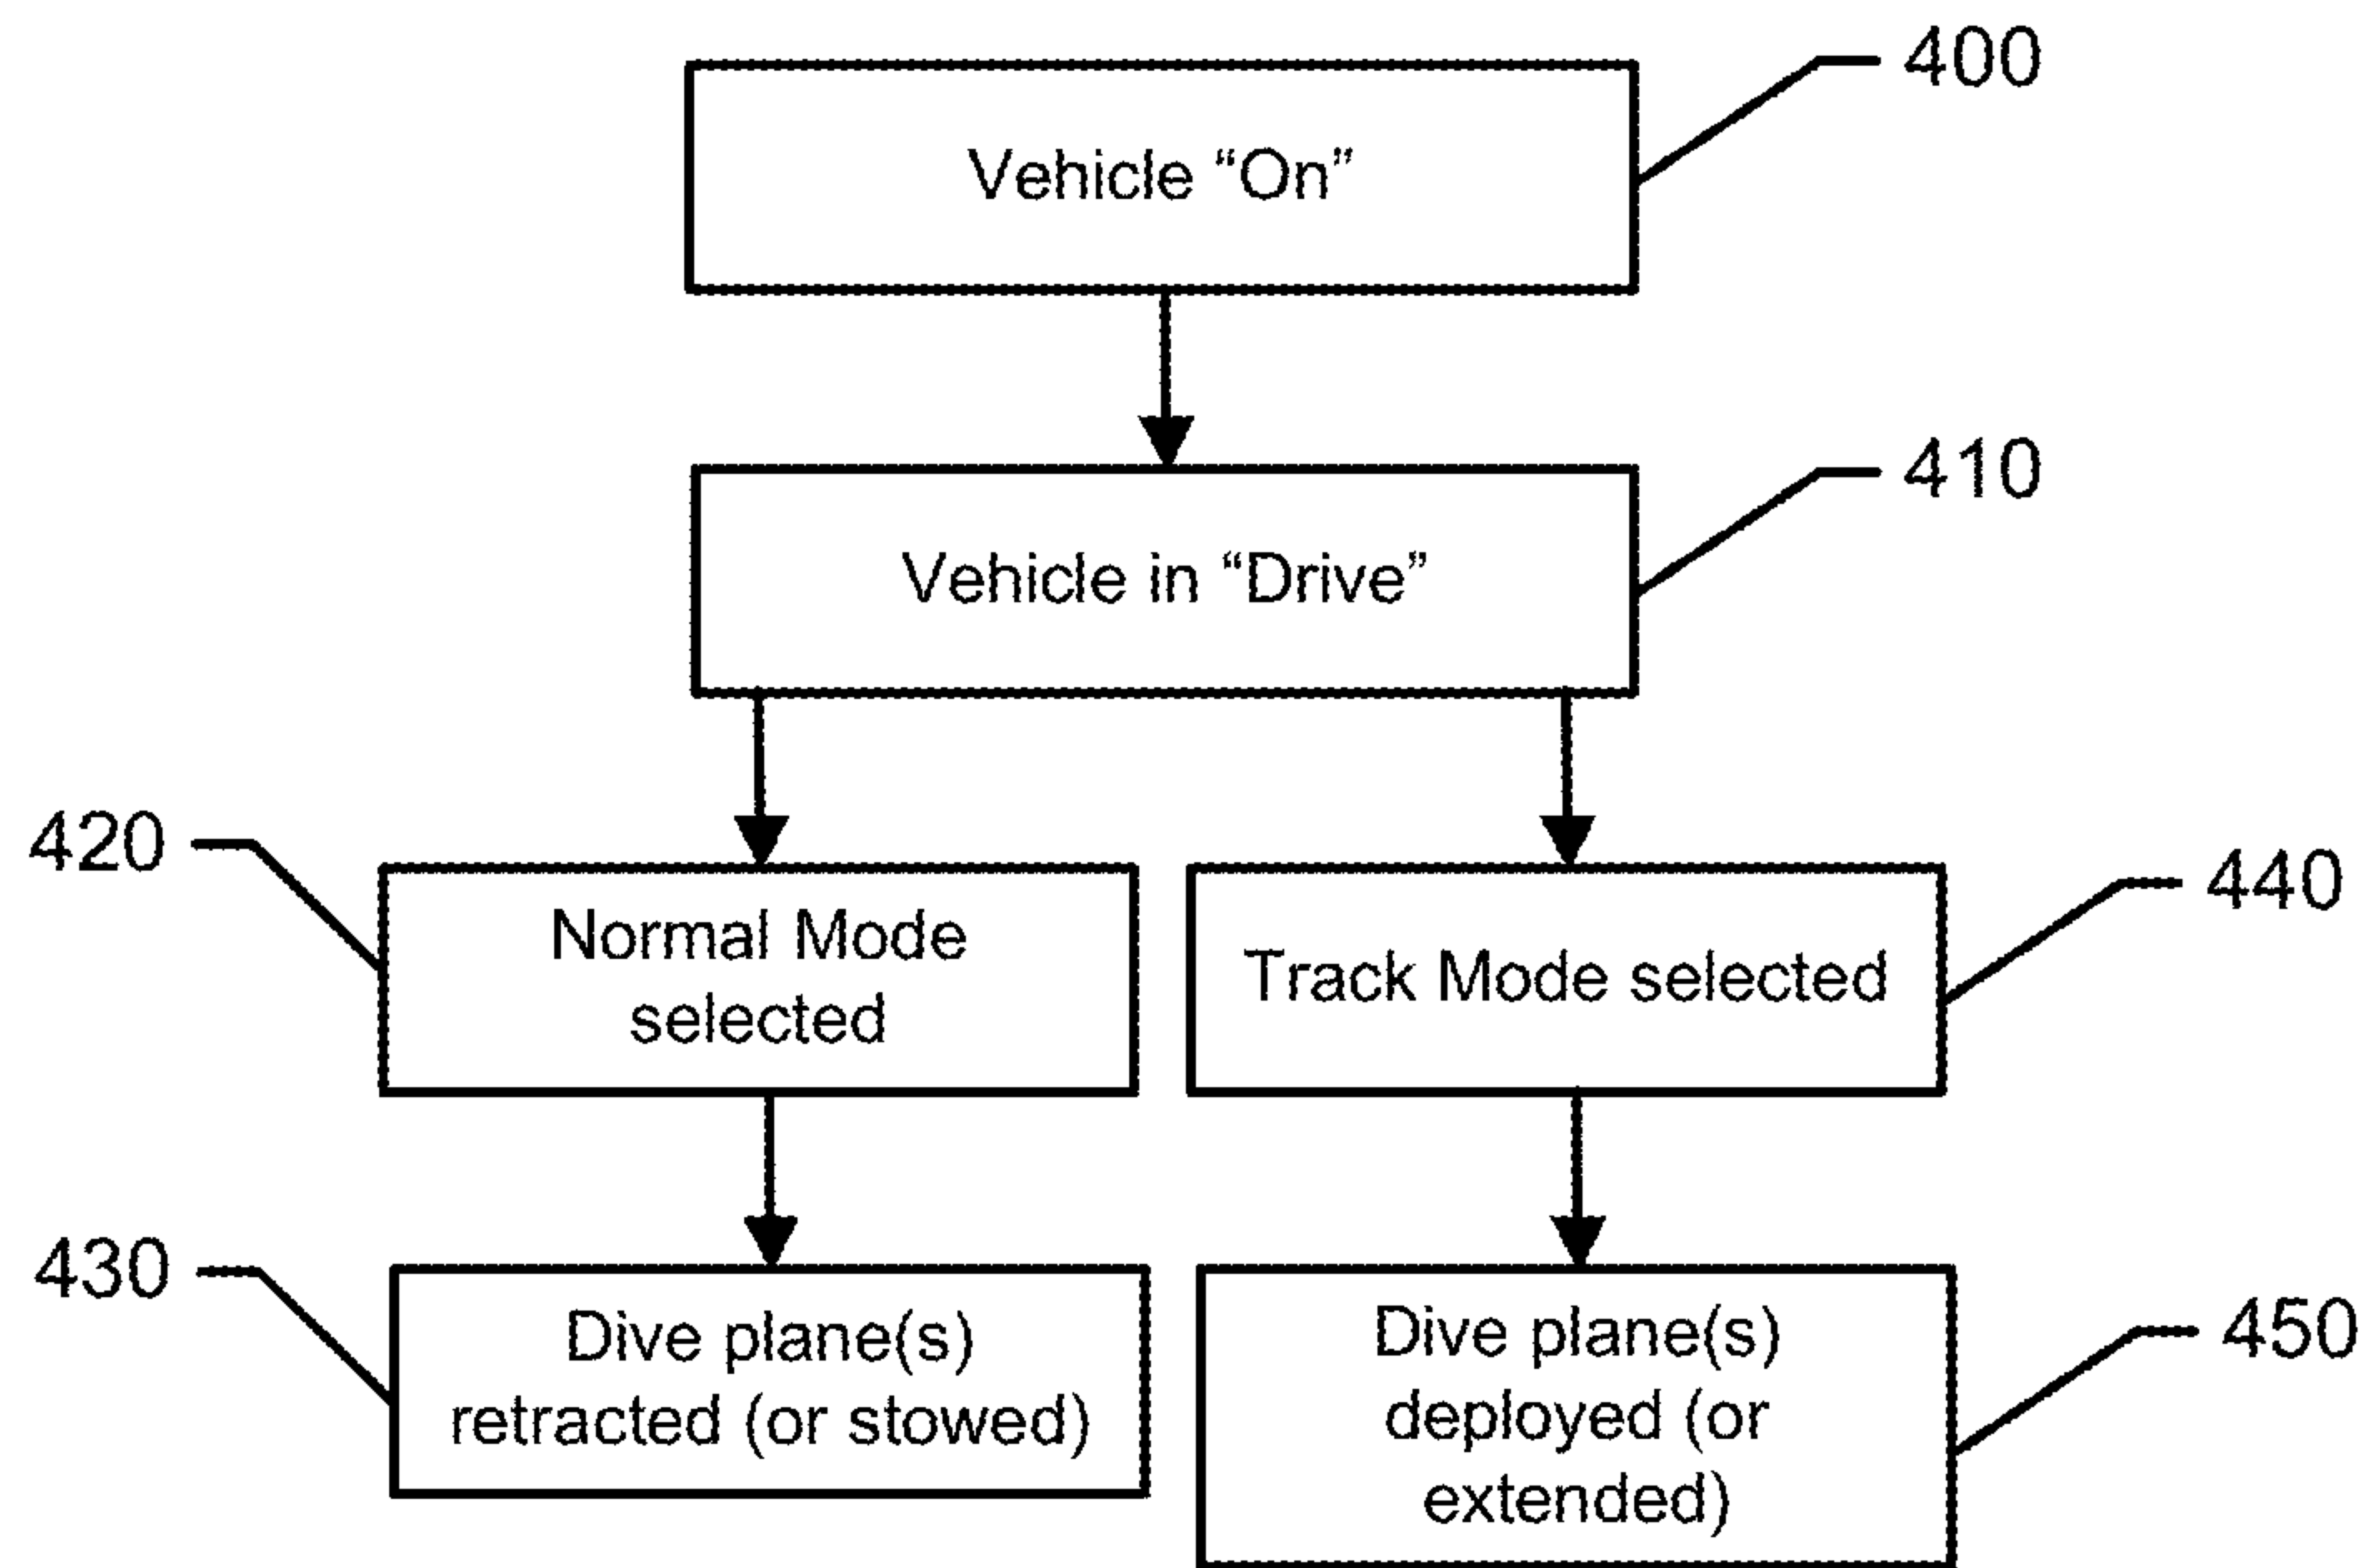 400
Vehicle “On”
410
Vehicle in “Drive”
420
Normal Mode
selected
440
Track Mode selected
430
Dive plane(s)
retracted (or stowed)
450
Dive plane(s)
deployed (or
extended)